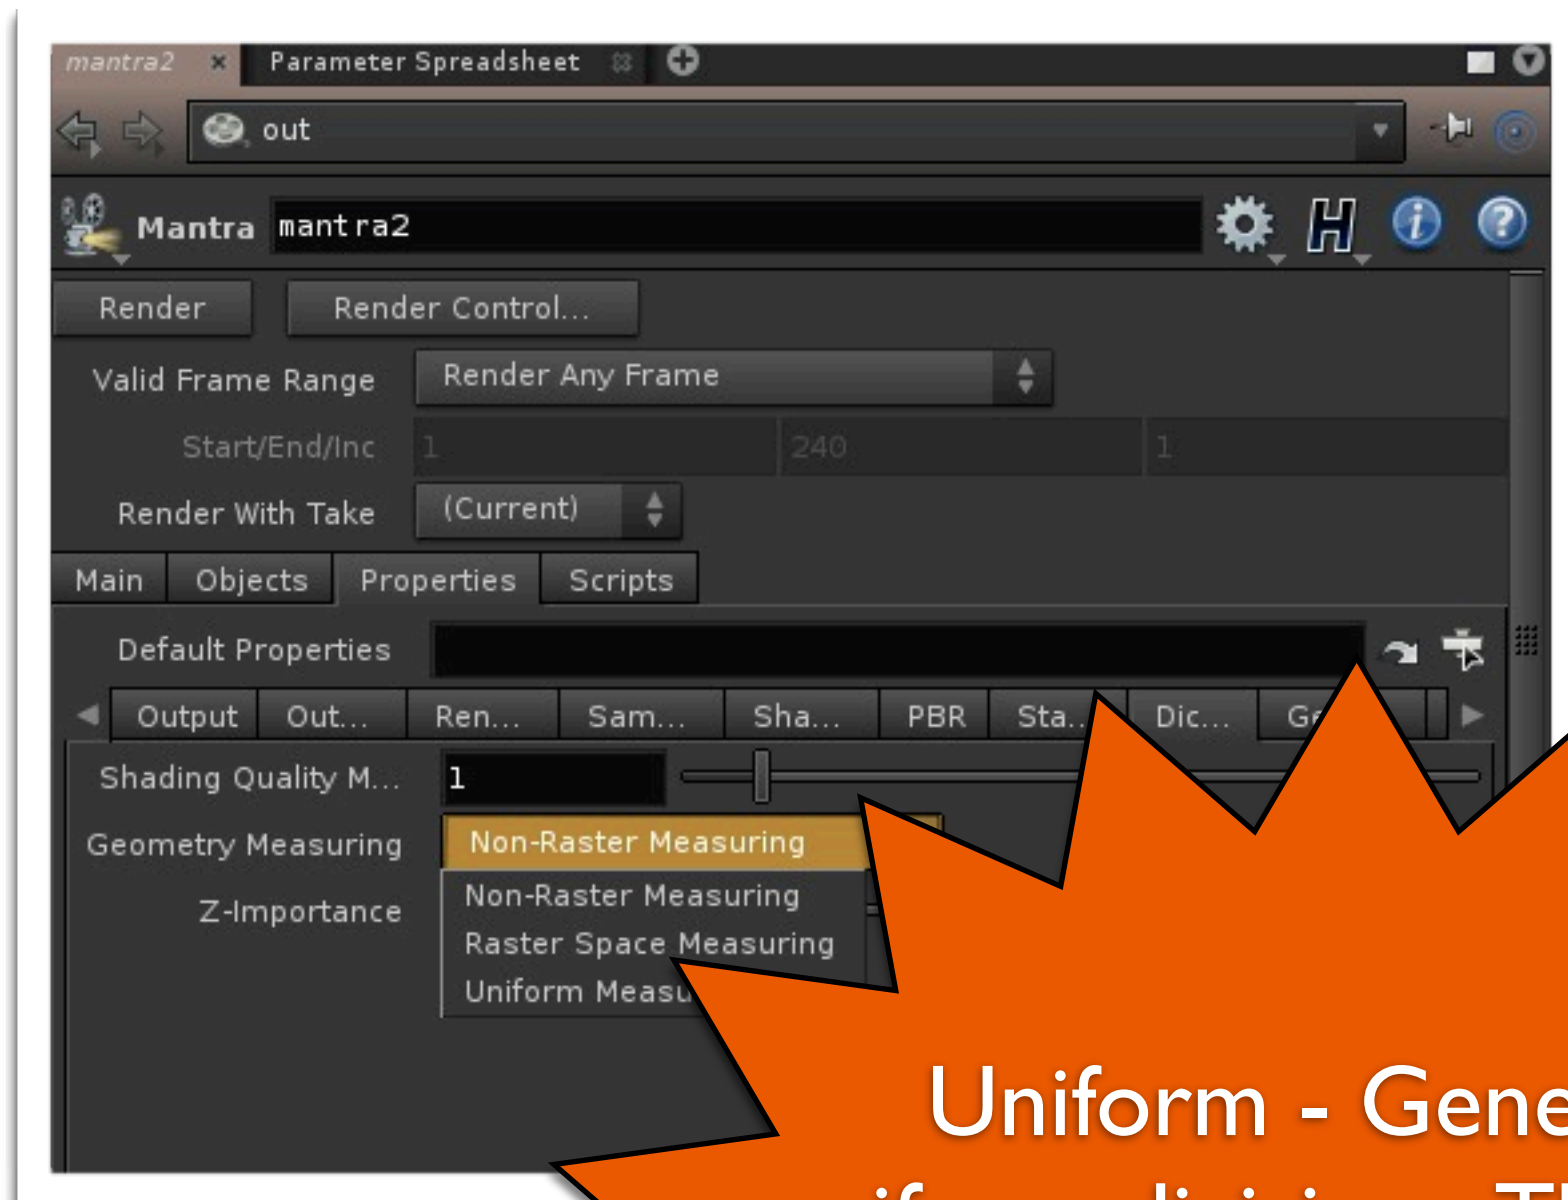 mantra2 Parameter Spreadsheet
out
Mantra mantra2
Render Render Control...
Valid Frame Range Render Any Frame
Start/End/Inc 1 240 1
Render With Take (Current)
Main Objects Properties Scripts
Default Properties
Output Out... Ren... Sam... Sha... PBR Sta... Dic...
Shading Quality M... 1
Geometry Measuring Non-Raster Measuring
Non-Raster Measuring
Z-Importance
Raster Space Measuring
Uniform
Uniform -